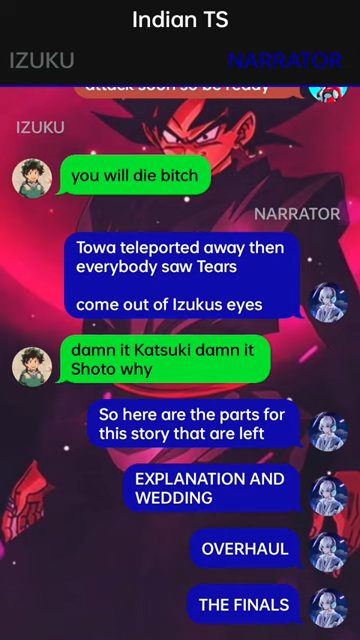 Indian TS
IZUKU
NARRATOR
attack soon so be ready
IZUKU
you will die bitch
NARRATOR
Towa teleported away then
everybody saw Tears
come out of Izukus eyes
damn it Katsuki damn it
Shoto why
So here are the parts for
this story that are left
EXPLANATION AND
WEDDING
OVERHAUL
THE FINALS